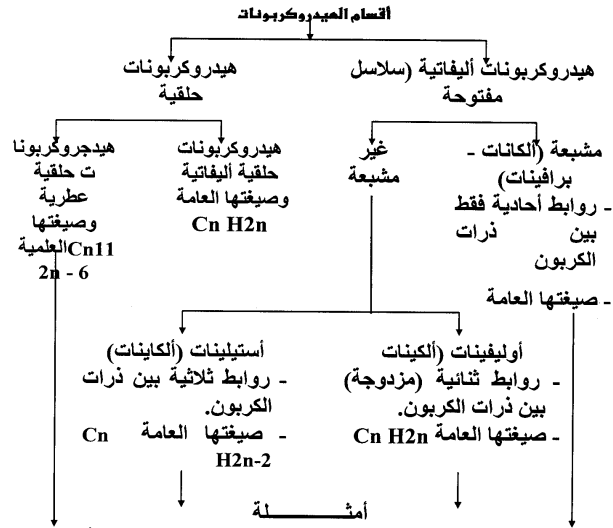 أقسام الهيدروكربونات
هيدروكربونات أليفاتية (سلاسل
مفتوحة
هيدروكربونات
حلقية
مشبعة (ألكانات -
برافينات)
- روابط أحادية فقط
بين ذرات
الكربون
- صيغتها العامة
غير
مشبعة
هيدروكربونات
حلقية أليفاتية
وصيغتها العامة
Cn H2n
هيدجروكربونا
ت حلقية
عطرية
وصيغتها
العلمية Cn11
2n - 6
أوليفينات (ألكينات
- روابط ثنائية (مزدوجة)
بين ذرات الكربون.
- صيغتها العامة Cn H2n
أستيلينات (ألكاينات)
- روابط ثلاثية بين ذرات
الكربون.
- صيغتها العامة Cn
H2n-2
أمثـــــــــلة